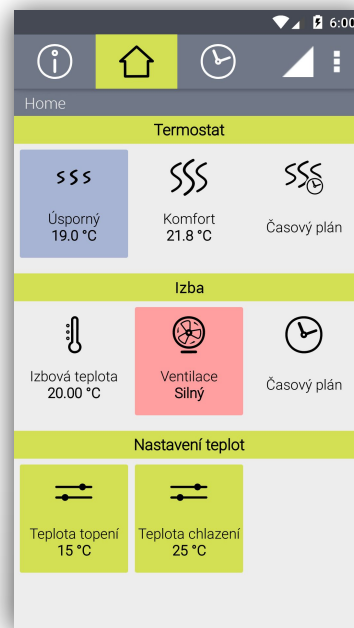 6:00
Home
Termostat
Úsporný
19.0 °C
Komfort
21.8 °C
Časový plán
Izba
Izbová teplota
20.00 °C
Ventilace
Silný
Časový plán
Nastavení teplot
Teplota topení
15 °C
Teplota chlazení
25 °C